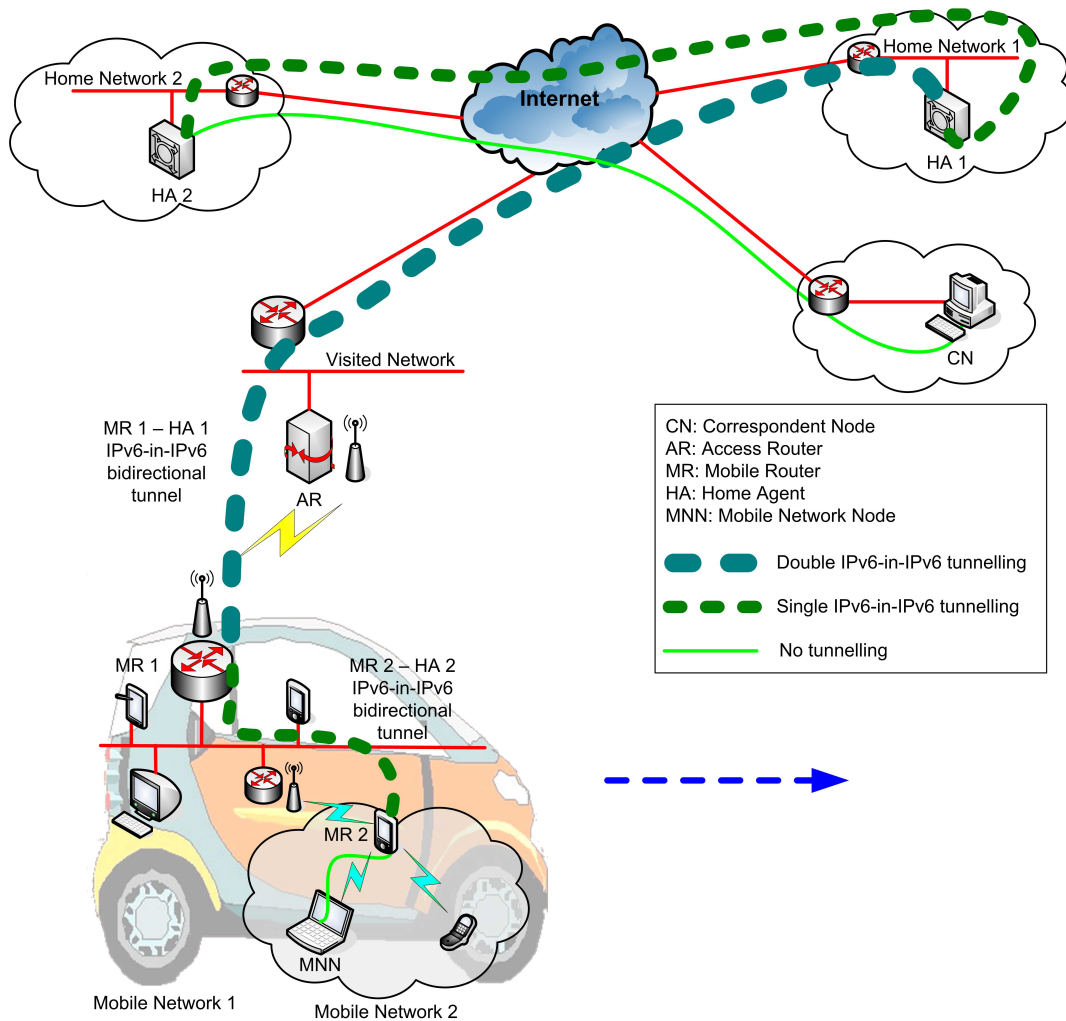 Home Network 2
HA 2
Internet
Home Network 1
HA 1
CN
Visited Network
AR
MR 1 – HA 1
IPv6-in-IPv6
bidirectional
tunnel
CN: Correspondent Node
AR: Access Router
MR: Mobile Router
HA: Home Agent
MNN: Mobile Network Node
Double IPv6-in-IPv6 tunnelling
Single IPv6-in-IPv6 tunnelling
No tunnelling
MR 1
MR 2 – HA 2
IPv6-in-IPv6
bidirectional
tunnel
MR 2
MNN
Mobile Network 1
Mobile Network 2